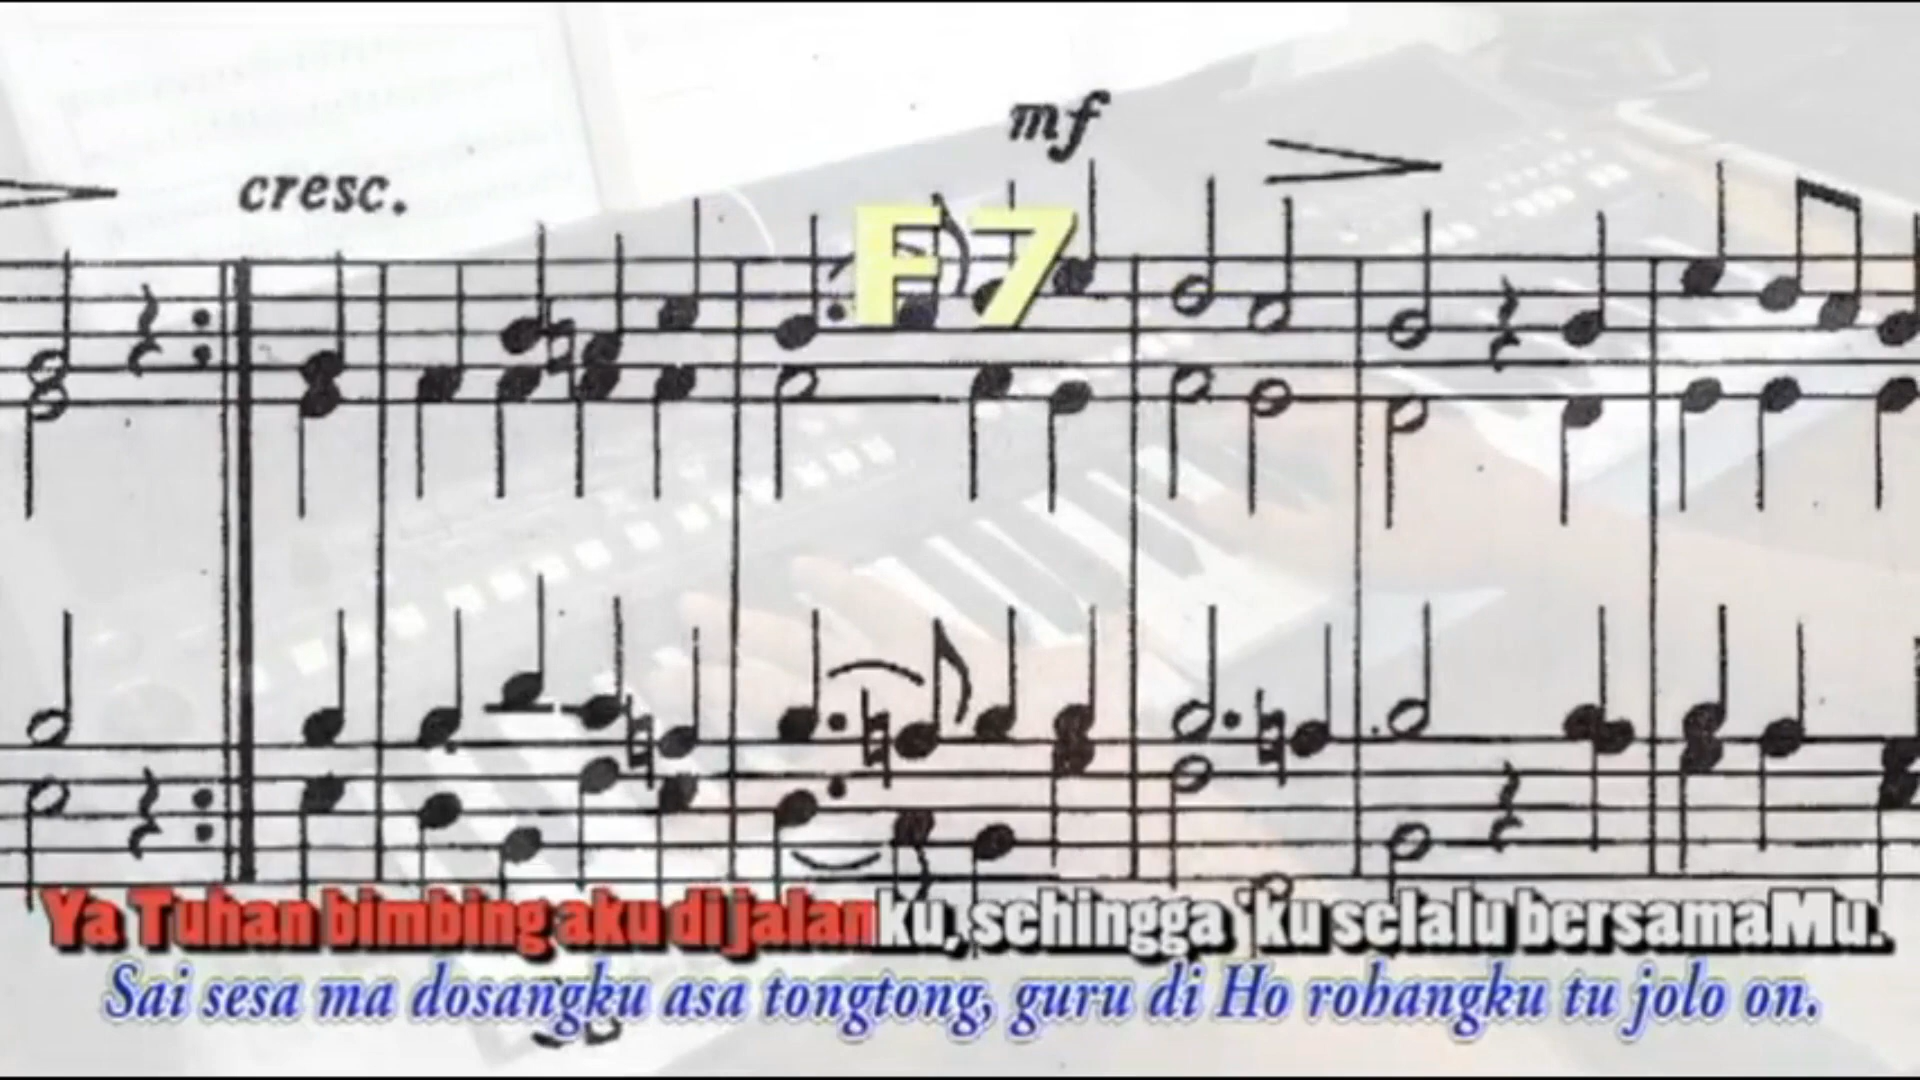 mf
cresc.
F7
Ya Tuhan bimbing aku di jalanku, sehingga 'ku selalu bersamaMu.
Sai sesa ma dosangku asa tongtong, guru di Ho rohangku tu jolo on.